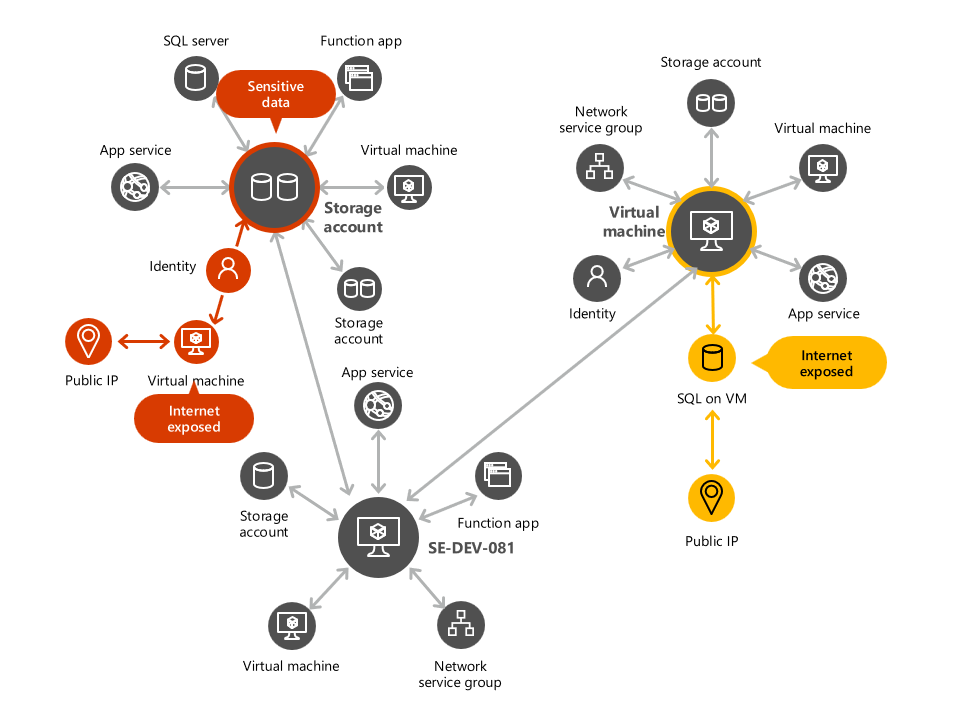 SQL server
Function app
Sensitive
data
App service
Virtual machine
Storage
account
Identity
Storage
account
Public IP
Virtual machine
Internet
exposed
Storage account
Network
service group
Virtual machine
Virtual
machine
Identity
App service
Internet
exposed
SQL on VM
Public IP
App service
Storage
account
Function app
SE-DEV-081
Virtual machine
Network
service group